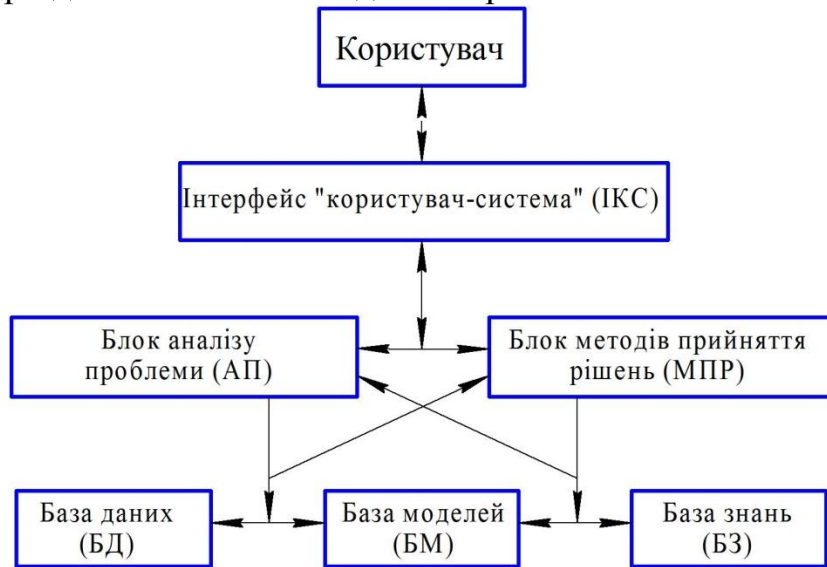 Користувач
Інтерфейс "користувач-система" (ІКС)
Блок аналізу
проблеми (АП)
Блок методів прийняття
рішень (МПР)
База даних
(БД)
База моделей
(БМ)
База знань
(БЗ)